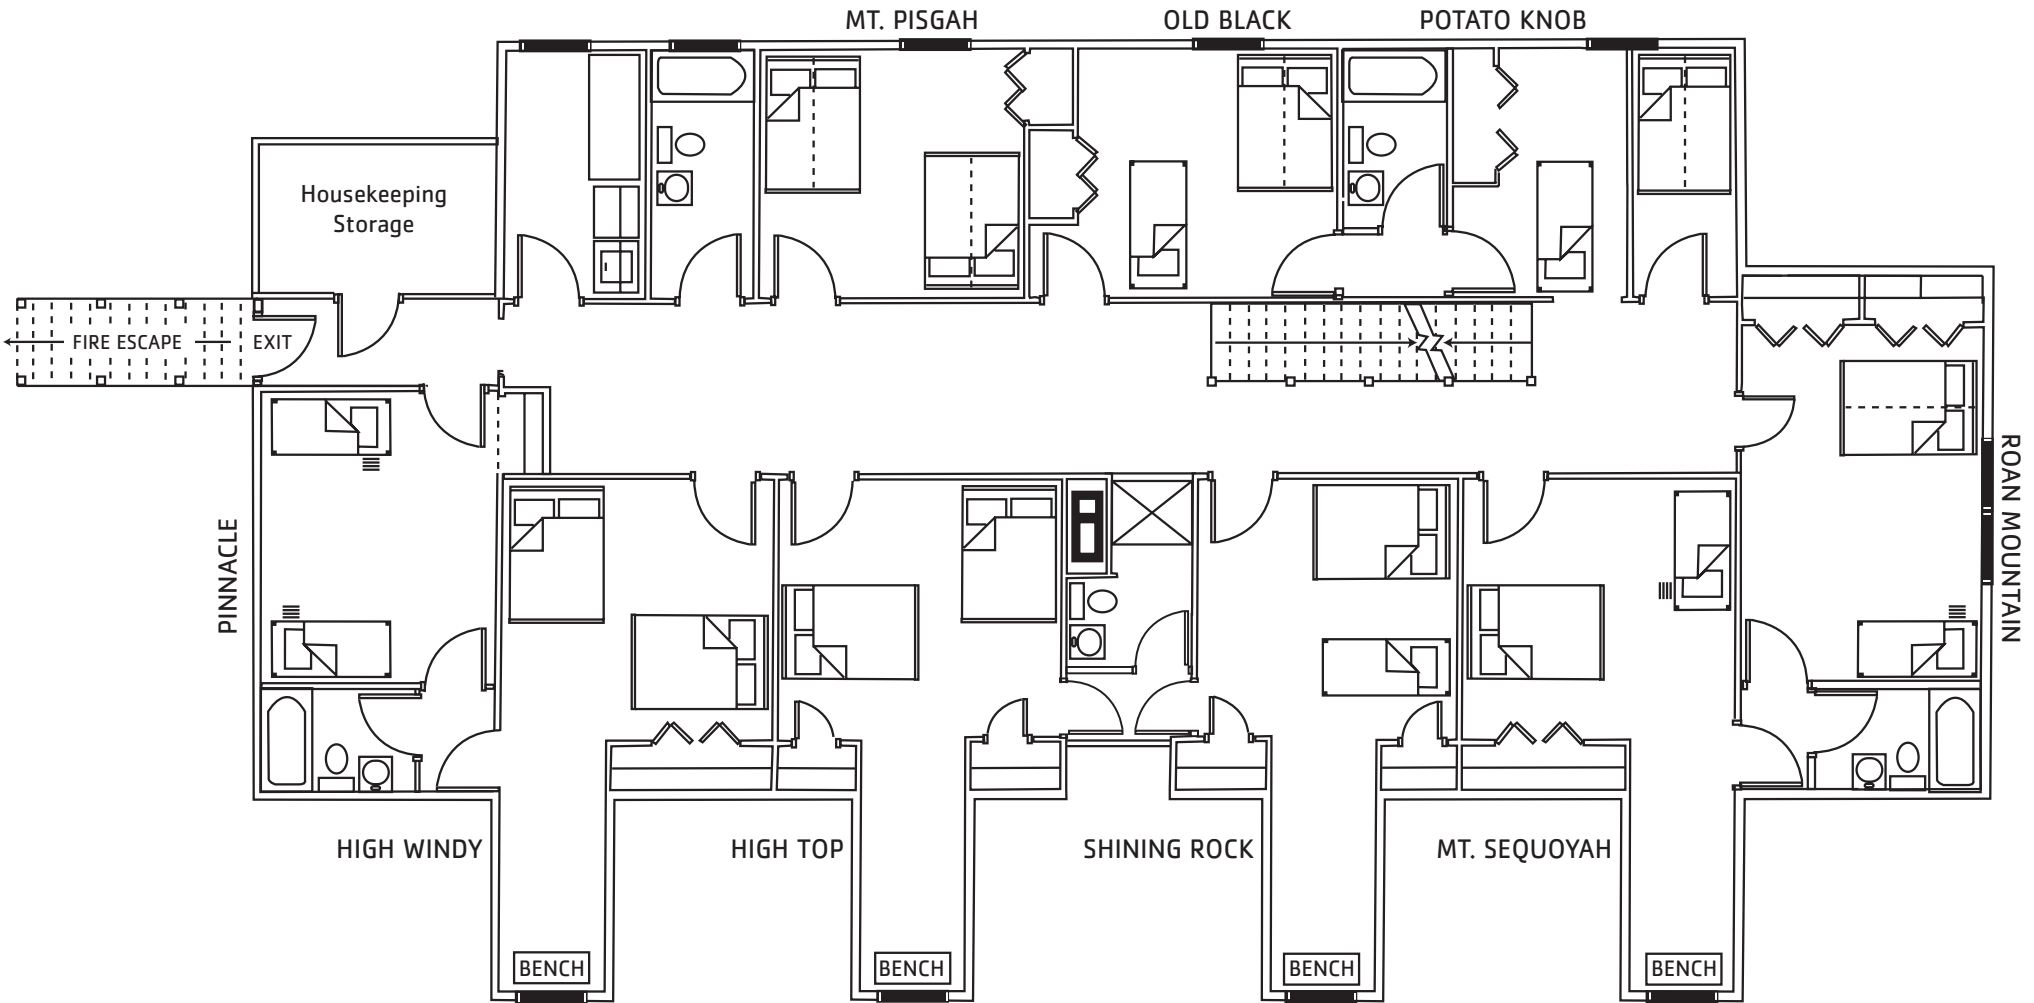 MT. PISGAH
OLD BLACK
POTATO KNOB
Housekeeping
Storage
FIRE ESCAPE
EXIT
PINNACLE
ROAN MOUNTAIN
HIGH WINDY
HIGH TOP
SHINING ROCK
MT. SEQUOYAH
BENCH
BENCH
BENCH
BENCH